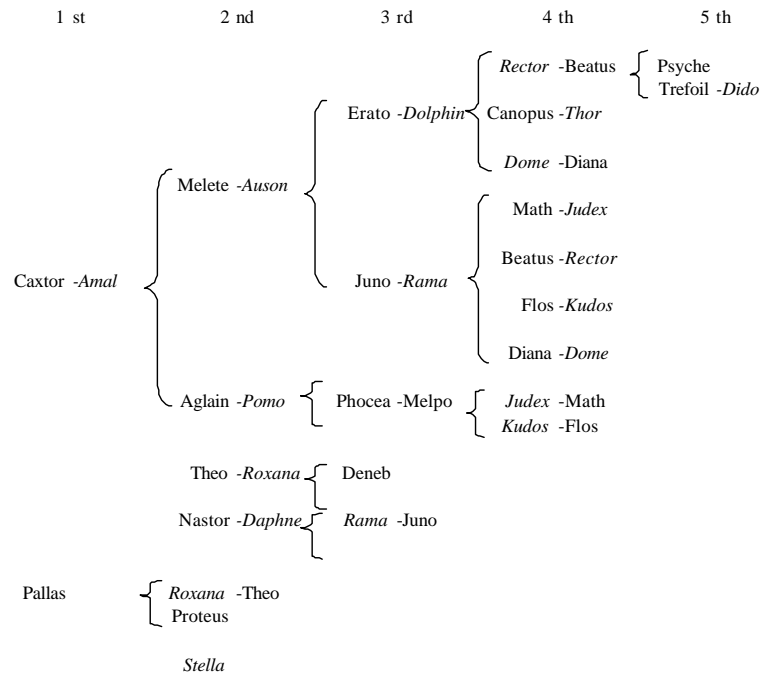 1 st 2 nd 3 rd 4 th 5 th
Rector -Beatus Psyche
Trefoil -Dido
Erato -Dolphin Canopus -Thor
Dome -Diana
Melete -Auson
Math -Judex
Beatus -Rector
Caxtor -Amal Juno -Rama
Flos -Kudos
Diana -Dome
Aglain -Pomo Phocea -Melpo Judex -Math
Kudos -Flos
Theo -Roxana Deneb
Nastor -Daphne Rama -Juno
Pallas Roxana -Theo
Proteus
Stella